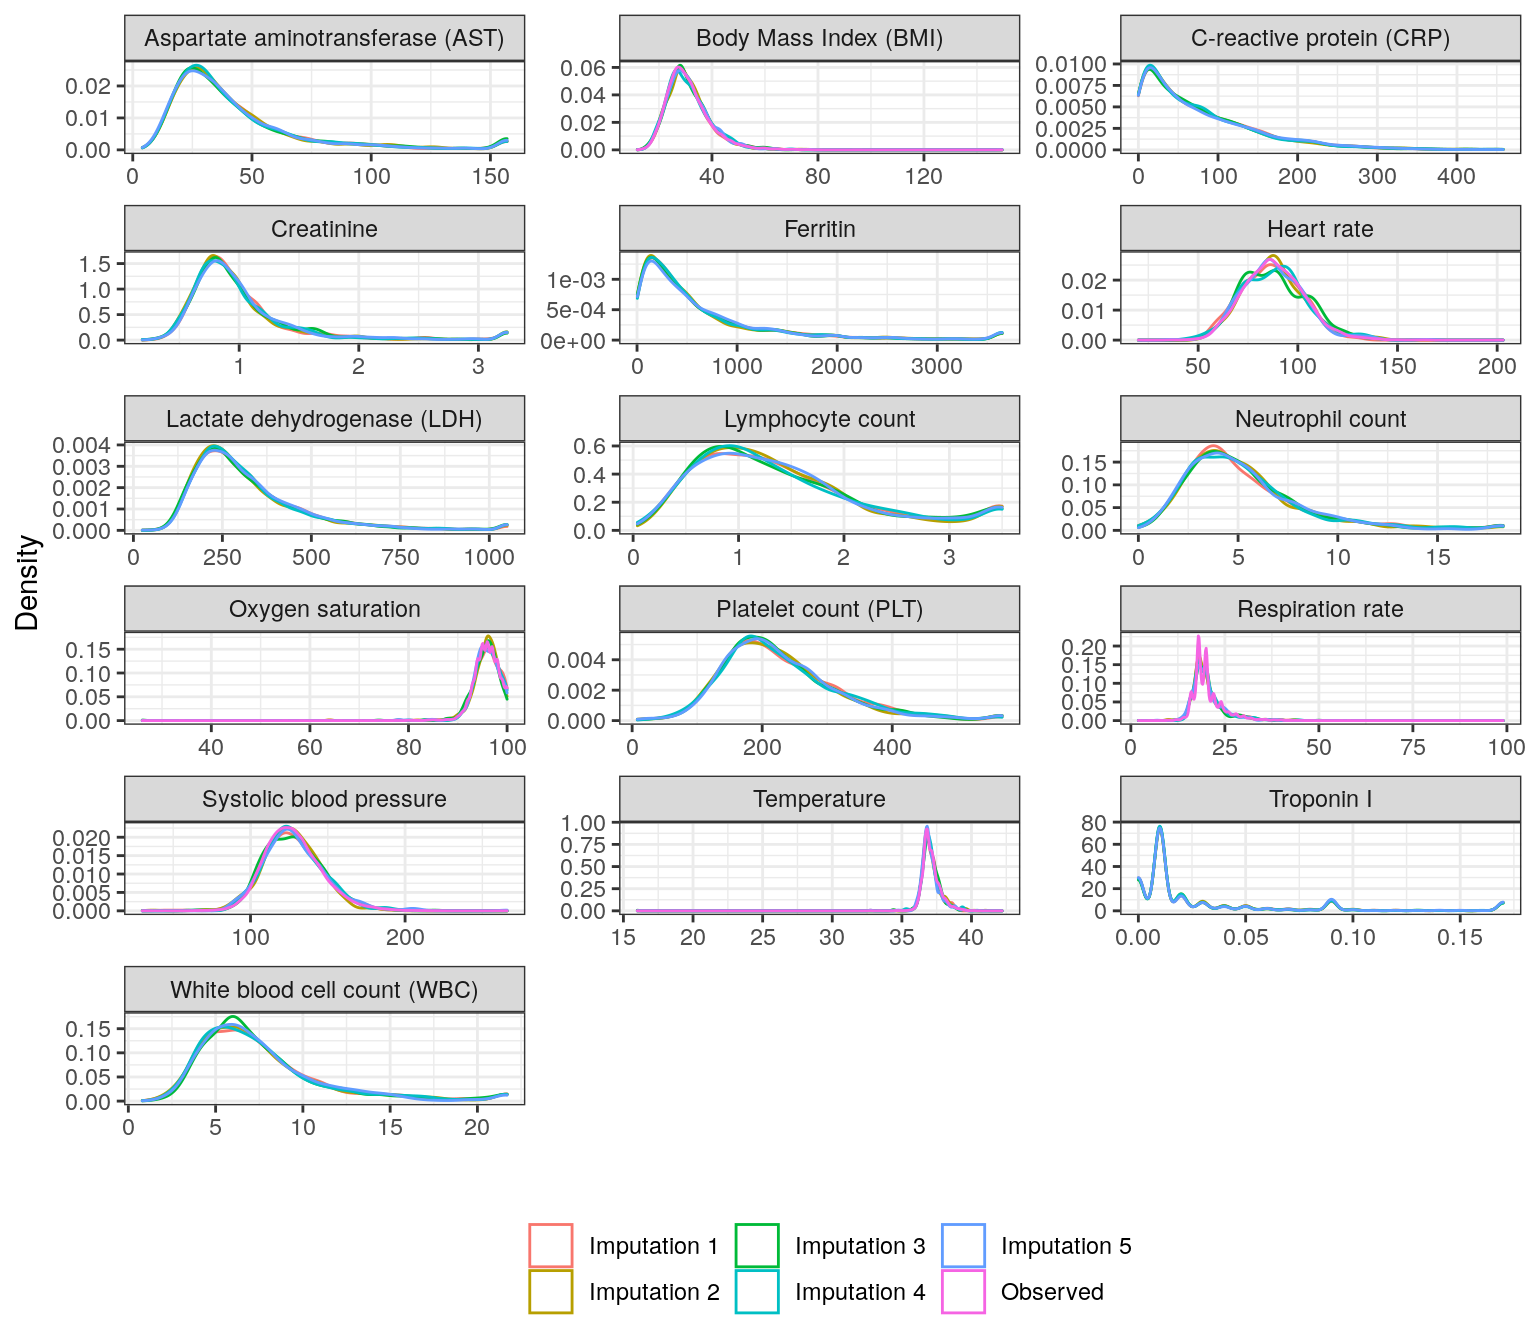 Aspartate aminotransferase (AST) Body Mass Index (BMI) C-reactive protein (CRP)
0.02 0.01 0.00 0.06 0.04 0.02 0.00 0.0100 0.0075 0.0050 0.0025 0.0000
0 50 100 150 40 80 120 0 100 200 300 400
Creatinine Ferritin Heart rate
1.5 1.0 0.5 0.0 1e-03 5e-04 0e+00 0.02 0.01 0.00
1 2 3 0 1000 2000 3000 50 100 150 200
Lactate dehydrogenase (LDH) Lymphocyte count Neutrophil count
0.004 0.003 0.002 0.001 0.000 0.6 0.4 0.2 0.0 0.15 0.10 0.05 0.00
0 250 500 750 1000 0 1 2 3 0 5 10 15
Density
Oxygen saturation Platelet count (PLT) Respiration rate
0.15 0.10 0.05 0.00 0.004 0.002 0.000 0.20 0.15 0.10 0.05 0.00
40 60 80 100 0 200 400 0 25 50 75 100
Systolic blood pressure Temperature Troponin I
0.020 0.015 0.010 0.005 0.000 1.00 0.75 0.50 0.25 0.00 80 60 40 20 0
100 200 15 20 25 30 35 40 0.00 0.05 0.10 0.15
White blood cell count (WBC)
0.15 0.10 0.05 0.00
0 5 10 15 20
Imputation 1 Imputation 3 Imputation 5
Imputation 2 Imputation 4 Observed